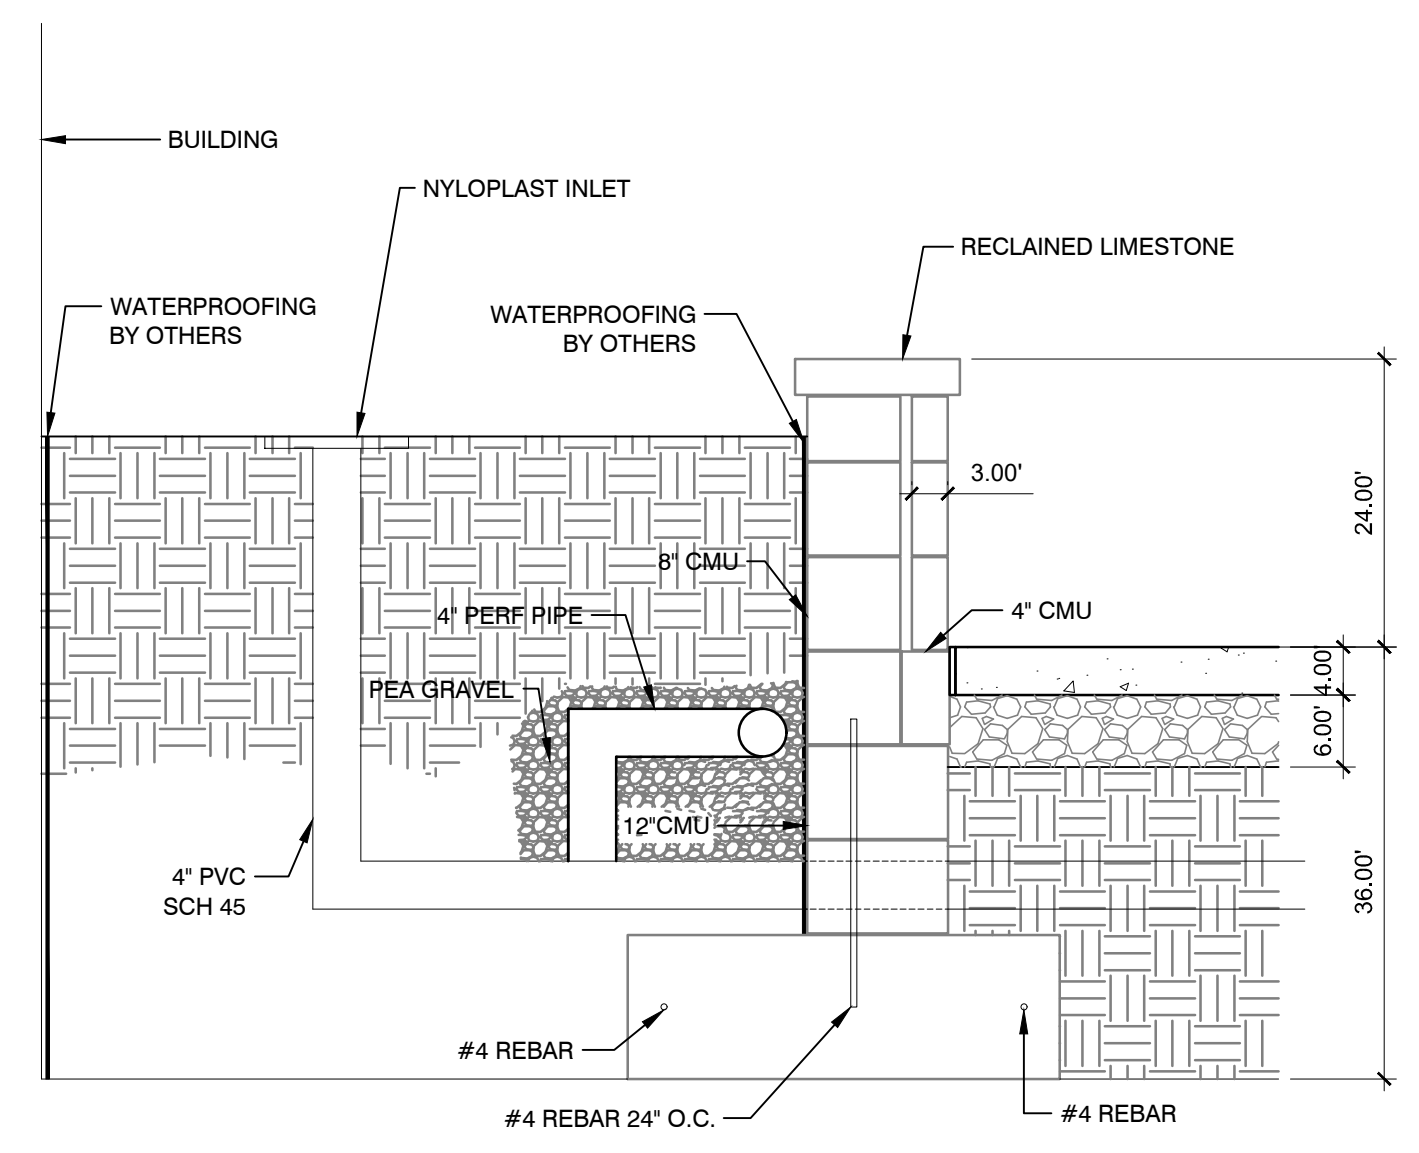 BUILDING
NYLOPLAST INLET
RECLAINED LIMESTONE
WATERPROOFING
BY OTHERS
WATERPROOFING
BY OTHERS
3.00'
24.00'
8" CMU
4" PERF PIPE
4" CMU
PEA GRAVEL
4.00'
6.00'
12"CMU
4" PVC
SCH 45
36.00'
#4 REBAR
#4 REBAR 24" O.C.
#4 REBAR